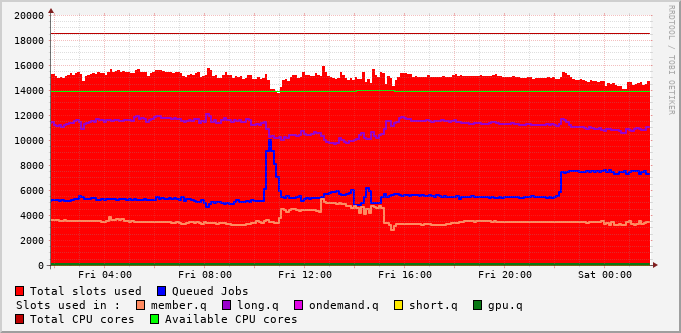 RRDTOOL / TOBI OETIKER
20000
18000
16000
14000
12000
10000
8000
6000
4000
2000
0
Fri 04:00 Fri 08:00 Fri 12:00 Fri 16:00 Fri 20:00 Sat 00:00
Total slots used Queued Jobs
Slots used in : member.q long.q ondemand.q short.q gpu.q
Total CPU cores Available CPU cores